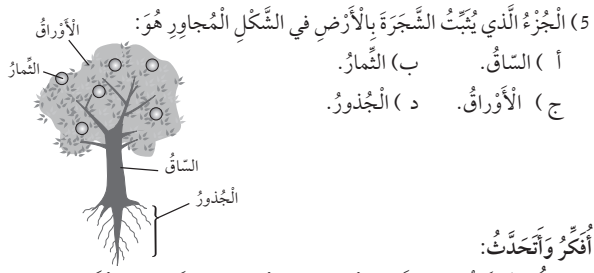 5) الْجُزْءُ الَّذي يُثَبِّتُ الشَّجَرَةَ بِالْأَرْضِ في الشَّكْلِ الْمُجاوِرِ هُوَ:
أ ) السّاقُ. ب) الثِّمارُ.
ج ) الْأَوْراقُ. د ) الْجُذورُ.
الْأَوْراقُ
الثِّمارُ
السّاقُ
الْجُذورُ
أُفَكِّرُ وَأَتَحَدَّثُ: